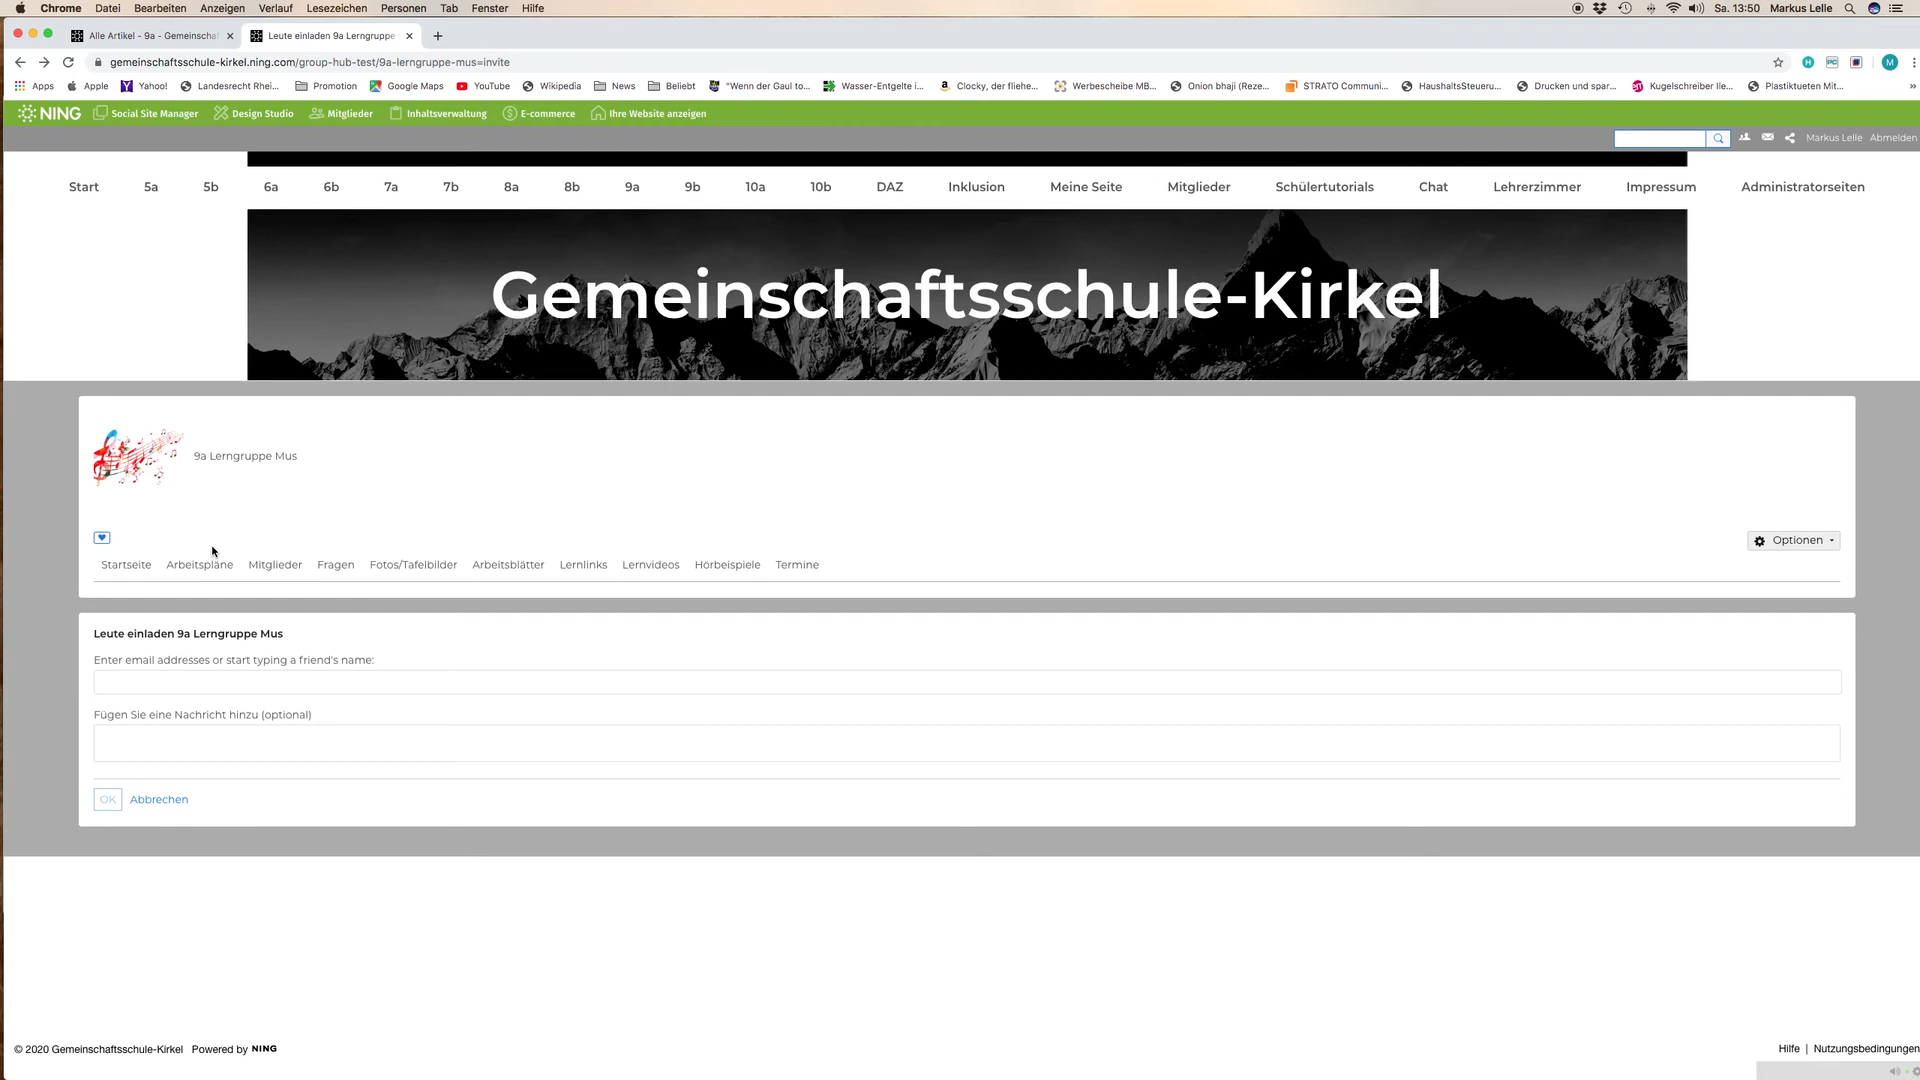 Chrome Datei Bearbeiten Anzeigen Verlauf Lesezeichen Personen Tab Fenster Hilfe Sa. 13:50 Markus Lelle
Alle Artikel - 9a - Gemeinschaf Leute einladen 9a Lerngruppe
gemeinschaftsschule-kirkel.ning.com/group-hub-test/9a-lerngruppe-mus=invite
Apps Apple Yahoo! Landesrecht Rhei... Promotion Google Maps YouTube Wikipedia News Beliebt "Wenn der Gaul to... Wasser-Entgelte i... Clocky, der fliehe... Werbescheibe MB... Onion bhaji (Reze... STRATO Communi... HaushaltsSteueru... Drucken und spar... Kugelschreiber lle... Plastiktueten Mit...
NING Social Site Manager Design Studio Mitglieder Inhaltsverwaltung E-commerce Ihre Website anzeigen
Markus Lelle Abmelden
Start 5a 5b 6a 6b 7a 7b 8a 8b 9a 9b 10a 10b DAZ Inklusion Meine Seite Mitglieder Schülertutorials Chat Lehrerzimmer Impressum Administratorseiten
Gemeinschaftsschule-Kirkel
9a Lerngruppe Mus
Optionen
Startseite Arbeitspläne Mitglieder Fragen Fotos/Tafelbilder Arbeitsblätter Lernlinks Lernvideos Hörbeispiele Termine
Leute einladen 9a Lerngruppe Mus
Enter email addresses or start typing a friend's name:
Fügen Sie eine Nachricht hinzu (optional)
OK Abbrechen
© 2020 Gemeinschaftsschule-Kirkel Powered by NING Hilfe | Nutzungsbedingungen